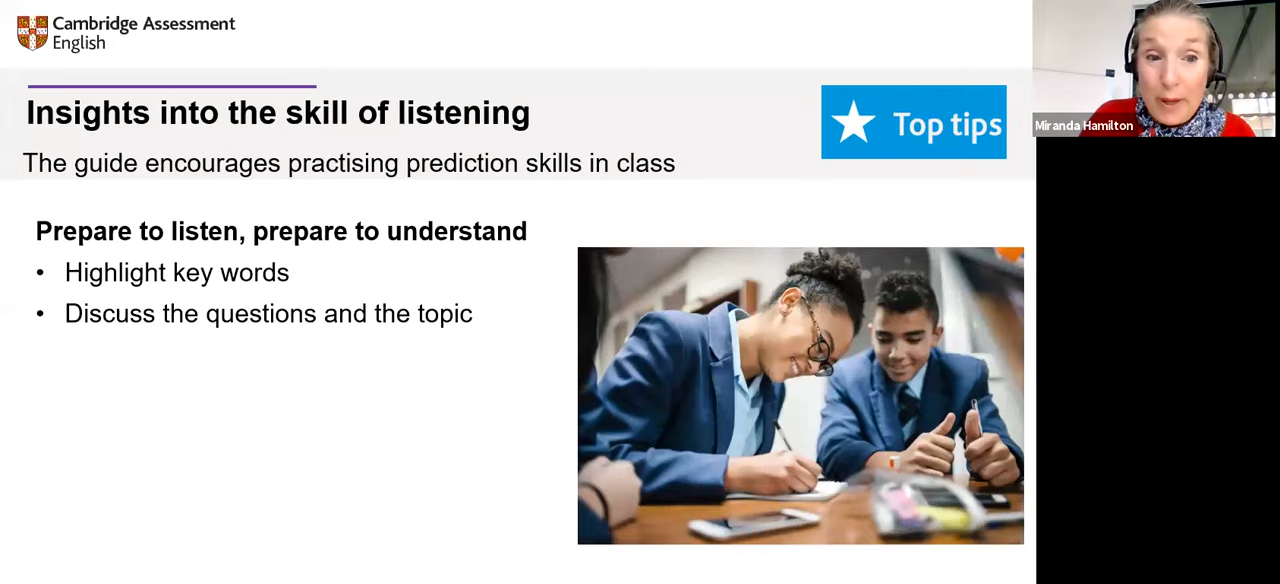 Cambridge Assessment
English
Insights into the skill of listening
The guide encourages practising prediction skills in class
Top tips
Miranda Hamilton
Prepare to listen, prepare to understand
• Highlight key words
• Discuss the questions and the topic